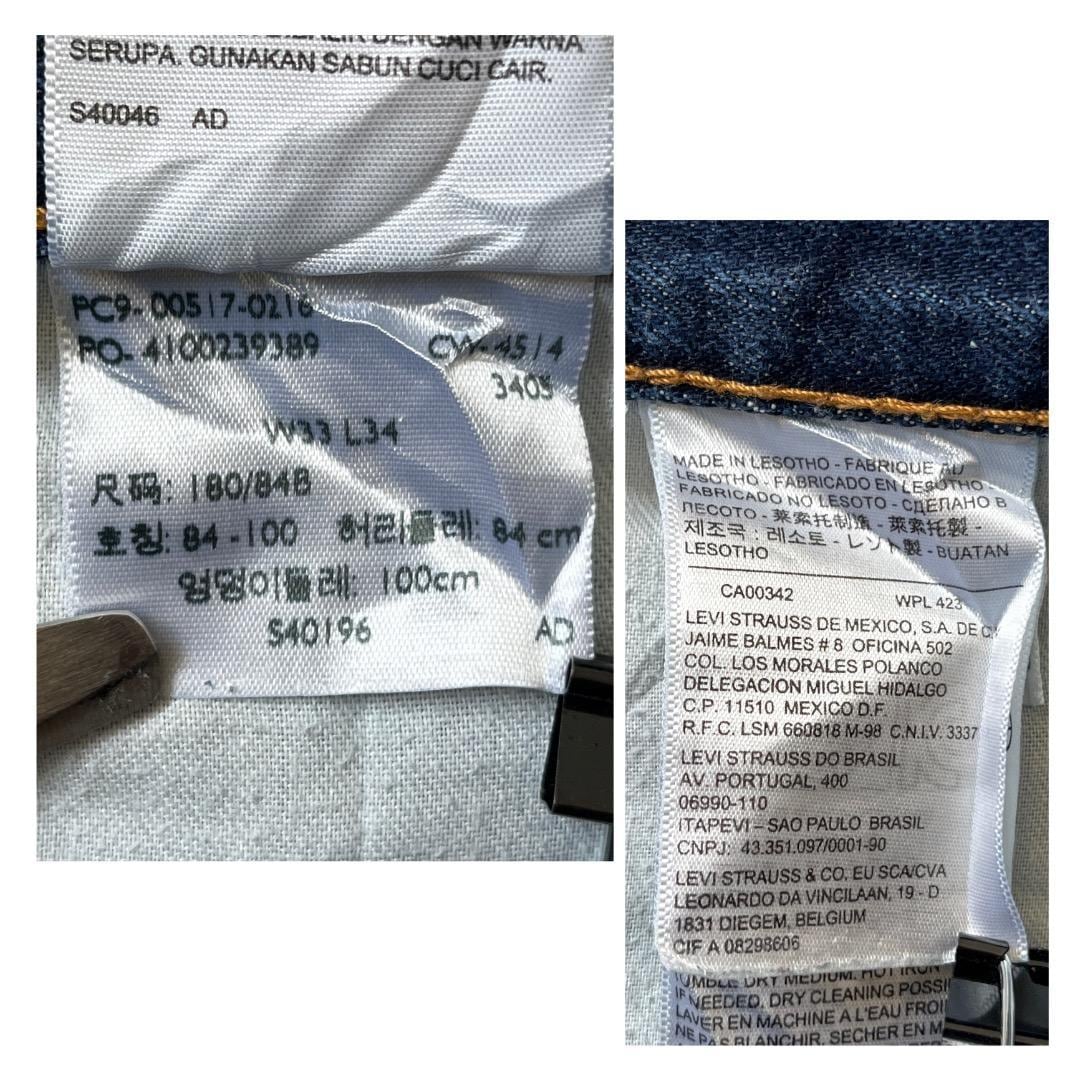 SERUPA. GUNAKAN SABUN CUCI CAIR.
S40046 AD
PC9-00517-0216
PO-4100239389 CW-4514
3405
W33 L34
尺码: 180/84B
호칭: 84-100 허리둘레: 84 cm
엉덩이둘레: 100cm
S40196 AD
MADE IN LESOTHO - FABRIQUE AU
LESOTHO - FABRICADO EN LESOTHO -
FABRICADO NO LESOTO - СДЕЛАНО В
ЛЕСОТО - 莱索托制造 - 萊索托製 -
제조국 : 레소토 - レソト製 - BUATAN
LESOTHO
CA00342 WPL 423
LEVI STRAUSS DE MEXICO, S.A. DE C.
JAIME BALMES # 8 OFICINA 502
COL. LOS MORALES POLANCO
DELEGACION MIGUEL HIDALGO
C.P. 11510 MEXICO D.F.
R.F.C. LSM 660818 M-98 C.N.I.V. 3337
LEVI STRAUSS DO BRASIL
AV. PORTUGAL, 400
06990-110
ITAPEVI – SAO PAULO BRASIL
CNPJ: 43.351.097/0001-90
LEVI STRAUSS & CO. EU SCA/CVA
LEONARDO DA VINCILAAN, 19 - D
1831 DIEGEM, BELGIUM
CIF A 08298606
TUMBLE DRY MEDIUM. HOT IRON
IF NEEDED. DRY CLEANING POSSI
LAVER EN MACHINE A L'EAU FROI
NE PAS BLANCHIR. SECHER EN M